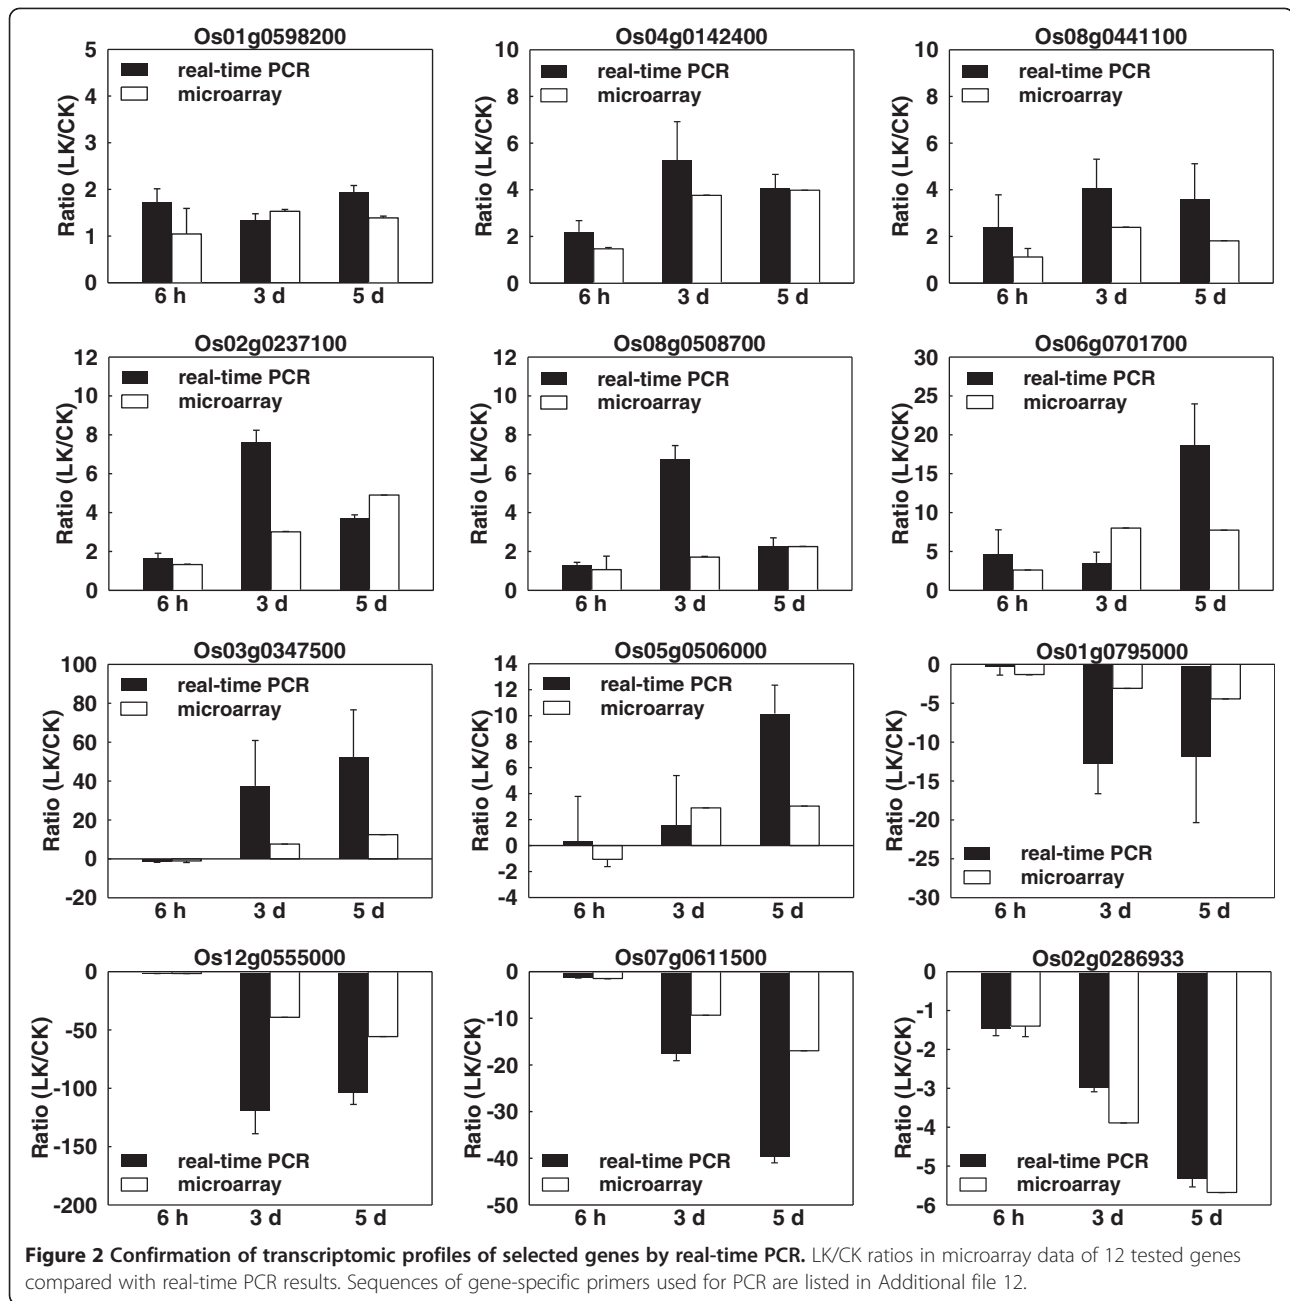 Os01g0598200
Ratio (LK/CK)
5
4
3
2
1
0
real-time PCR
microarray
6 h 3 d 5 d
Os04g0142400
Ratio (LK/CK)
10
8
6
4
2
0
real-time PCR
microarray
6 h 3 d 5 d
Os08g0441100
Ratio (LK/CK)
10
8
6
4
2
0
real-time PCR
microarray
6 h 3 d 5 d
Os02g0237100
Ratio (LK/CK)
12
10
8
6
4
2
0
real-time PCR
microarray
6 h 3 d 5 d
Os08g0508700
Ratio (LK/CK)
12
10
8
6
4
2
0
real-time PCR
microarray
6 h 3 d 5 d
Os06g0701700
Ratio (LK/CK)
30
25
20
15
10
5
0
real-time PCR
microarray
6 h 3 d 5 d
Os03g0347500
Ratio (LK/CK)
100
80
60
40
20
0
-20
real-time PCR
microarray
6 h 3 d 5 d
Os05g0506000
Ratio (LK/CK)
14
12
10
8
6
4
2
0
-2
-4
real-time PCR
microarray
6 h 3 d 5 d
Os01g0795000
Ratio (LK/CK)
0
-5
-10
-15
-20
-25
-30
real-time PCR
microarray
6 h 3 d 5 d
Os12g0555000
Ratio (LK/CK)
0
-50
-100
-150
-200
real-time PCR
microarray
6 h 3 d 5 d
Os07g0611500
Ratio (LK/CK)
0
-10
-20
-30
-40
-50
real-time PCR
microarray
6 h 3 d 5 d
Os02g0286933
Ratio (LK/CK)
0
-1
-2
-3
-4
-5
-6
real-time PCR
microarray
6 h 3 d 5 d
Figure 2 Confirmation of transcriptomic profiles of selected genes by real-time PCR. LK/CK ratios in microarray data of 12 tested genes
compared with real-time PCR results. Sequences of gene-specific primers used for PCR are listed in Additional file 12.